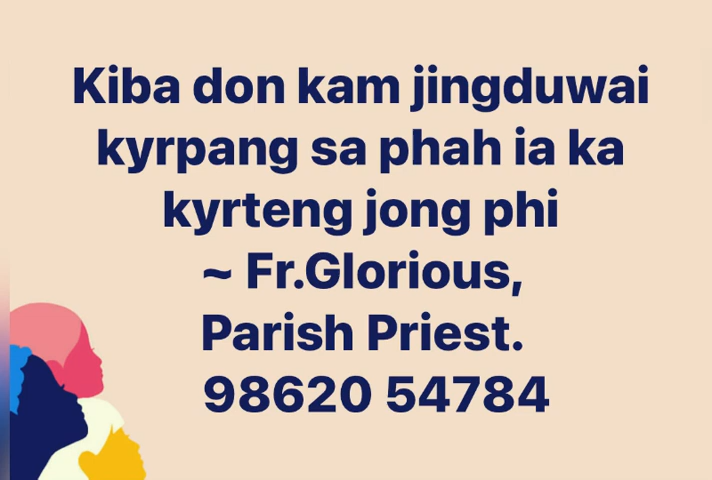 Kiba don kam jingduwai
kyrpang sa phah ia ka
kyrteng jong phi
~ Fr.Glorious,
Parish Priest.
98620 54784